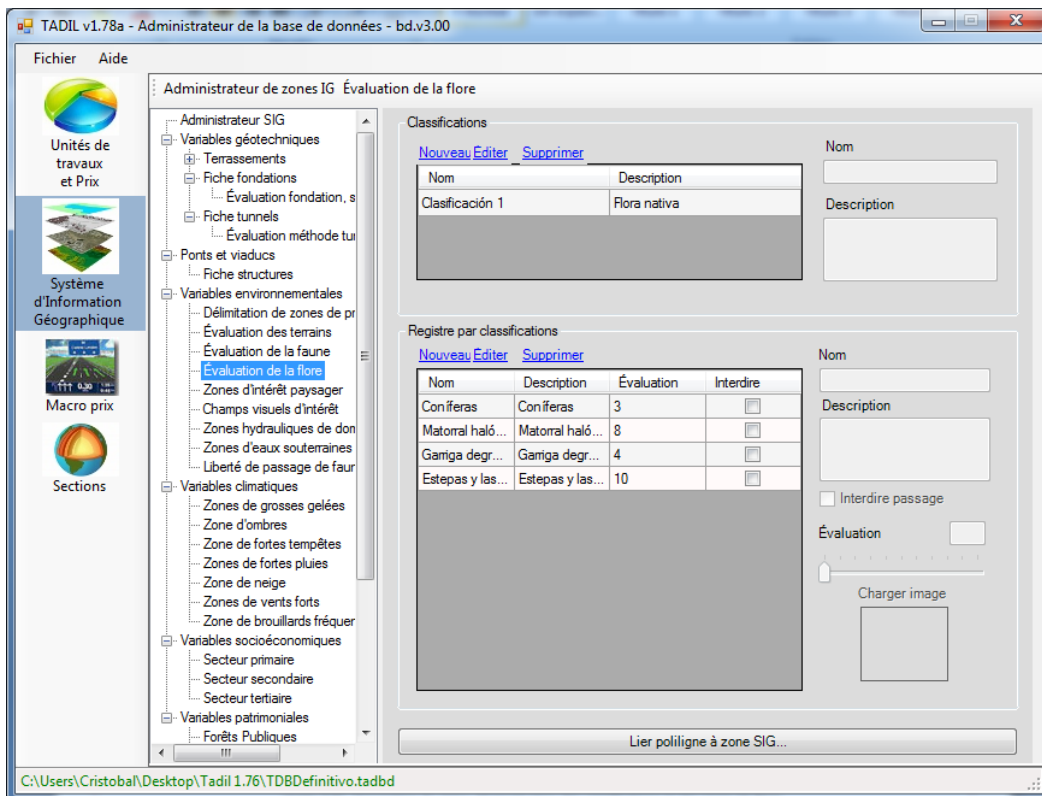 TADIL v1.78a - Administrateur de la base de données - bd.v3.00
Fichier Aide
Unités de
travaux
et Prix
Système
d'Information
Géographique
Macro prix
Sections
Administrateur de zones IG Évaluation de la flore
Administrateur SIG
Variables géotechniques
Terrassements
Fiche fondations
Évaluation fondation, s
Fiche tunnels
Évaluation méthode tur
Ponts et viaducs
Fiche structures
Variables environnementales
Délimitation de zones de pr
Évaluation des terrains
Évaluation de la faune
Évaluation de la flore
Zones d'intérêt paysager
Champs visuels d'intérêt
Zones hydrauliques de dom
Zones d'eaux souterraines
Liberté de passage de faur
Variables climatiques
Zones de grosses gelées
Zone d'ombres
Zone de fortes tempêtes
Zones de fortes pluies
Zone de neige
Zones de vents forts
Zone de brouillards fréquer
Variables socioéconomiques
Secteur primaire
Secteur secondaire
Secteur tertiaire
Variables patrimoniales
Forêts Publiques
Classifications
Nouveau Éditer Supprimer
Nom Description
Clasificación 1 Flora nativa
Nom
Description
Registre par classifications
Nouveau Éditer Supprimer
Nom Description Évaluation Interdire
Coníferas Coníferas 3
Matorral haló... Matorral haló... 8
Garriga degr... Garriga degr... 4
Estepas y las... Estepas y las... 10
Nom
Description
Interdire passage
Évaluation
Charger image
Lier poliligne à zone SIG...
C:\Users\Cristobal\Desktop\Tadil 1.76\TDBDefinitivo.tadbd